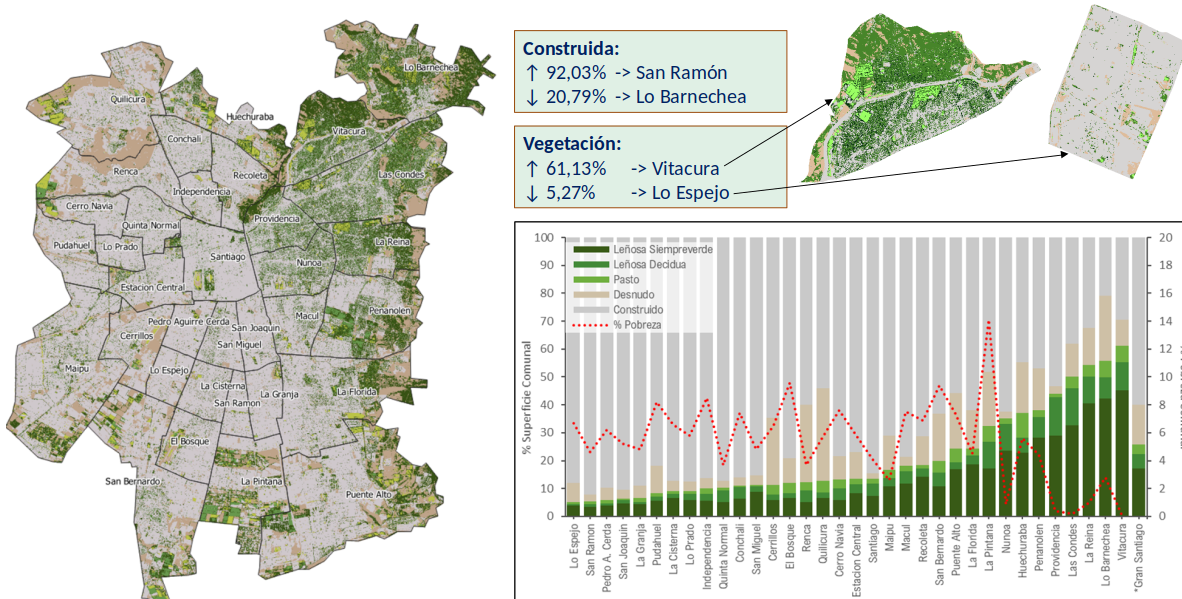 Lo Barnechea
Quilicura
Huechuraba
Vitacura
Conchali
Renca
Recoleta
Las Condes
Independencia
Cerro Navia
Providencia
Quinta Normal
Pudahuel
Lo Prado
La Reina
Santiago
Nunoa
Estacion Central
Penanolen
Macul
Pedro Aguirre Cerda
San Joaquin
Cerrillos
San Miguel
Maipu
Lo Espejo
La Cisterna
La Granja
La Florida
San Ramon
El Bosque
San Bernardo
La Pintana
Puente Alto
Construida:
↑ 92,03% -> San Ramón
↓ 20,79% -> Lo Barnechea
Vegetación:
↑ 61,13% -> Vitacura
↓ 5,27% -> Lo Espejo
% Superficie Comunal
100
90
80
70
60
50
40
30
20
10
0
Leñosa Siempreverde
Leñosa Decidua
Pasto
Desnudo
Construido
% Pobreza
20
18
16
14
12
10
8
6
4
2
0
Lo Espejo
San Ramon
Pedro A. Cerda
San Joaquin
La Granja
Pudahuel
La Cisterna
Lo Prado
Independencia
Quinta Normal
Conchali
San Miguel
Cerrillos
El Bosque
Renca
Quilicura
Cerro Navia
Estacion Central
Santiago
Maipu
Macul
Recoleta
San Bernardo
Puente Alto
La Florida
La Pintana
Nunoa
Huechuraba
Penanolen
Providencia
Las Condes
La Reina
Lo Barnechea
Vitacura
*Gran Santiago